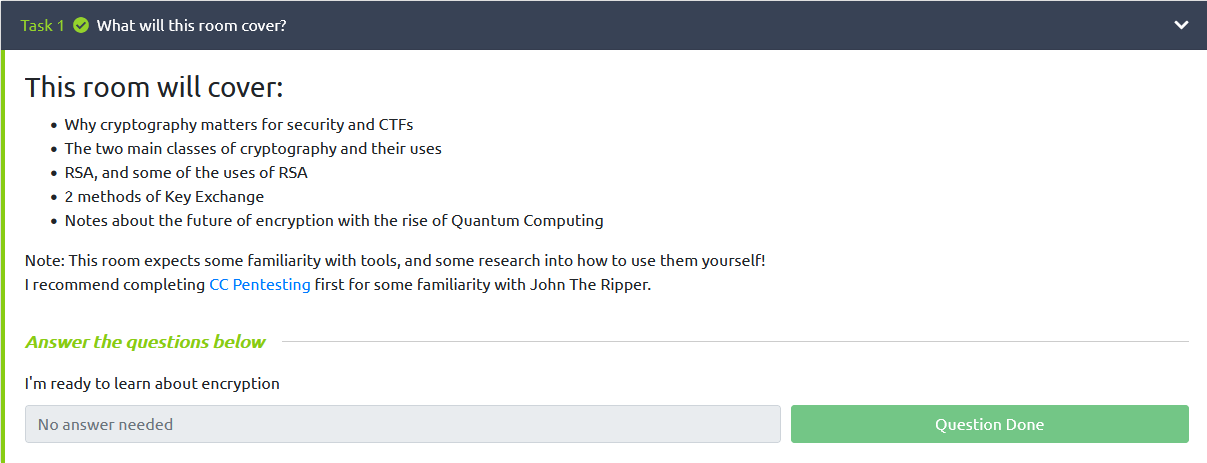 Task 1 What will this room cover?
This room will cover:
• Why cryptography matters for security and CTFs
• The two main classes of cryptography and their uses
• RSA, and some of the uses of RSA
• 2 methods of Key Exchange
• Notes about the future of encryption with the rise of Quantum Computing
Note: This room expects some familiarity with tools, and some research into how to use them yourself!
I recommend completing CC Pentesting first for some familiarity with John The Ripper.
Answer the questions below
I'm ready to learn about encryption
No answer needed
Question Done